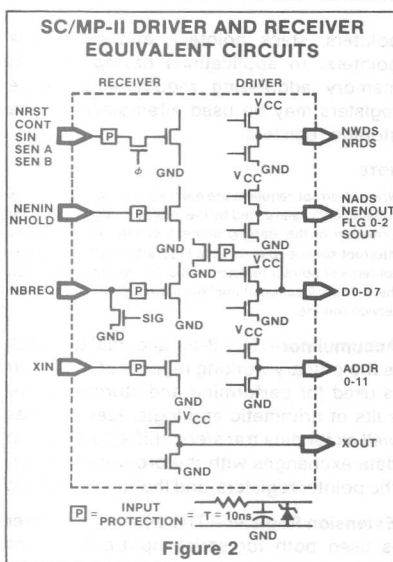 SC/MP-II DRIVER AND RECEIVER
EQUIVALENT CIRCUITS
RECEIVER
DRIVER
NRST
CONT
SIN
SEN A
SEN B
P
φ
GND
VCC
GND
NWDS
NRDS
NENIN
NHOLD
P
GND
VCC
GND
NADS
NENOUT
FLG 0-2
SOUT
GND
P
VCC
NBREQ
P
GND
SIG
GND
GND
D0-D7
XIN
P
GND
VCC
GND
ADDR
0-11
VCC
GND
XOUT
P = INPUT
PROTECTION =
T = 10ns
GND
Figure 2